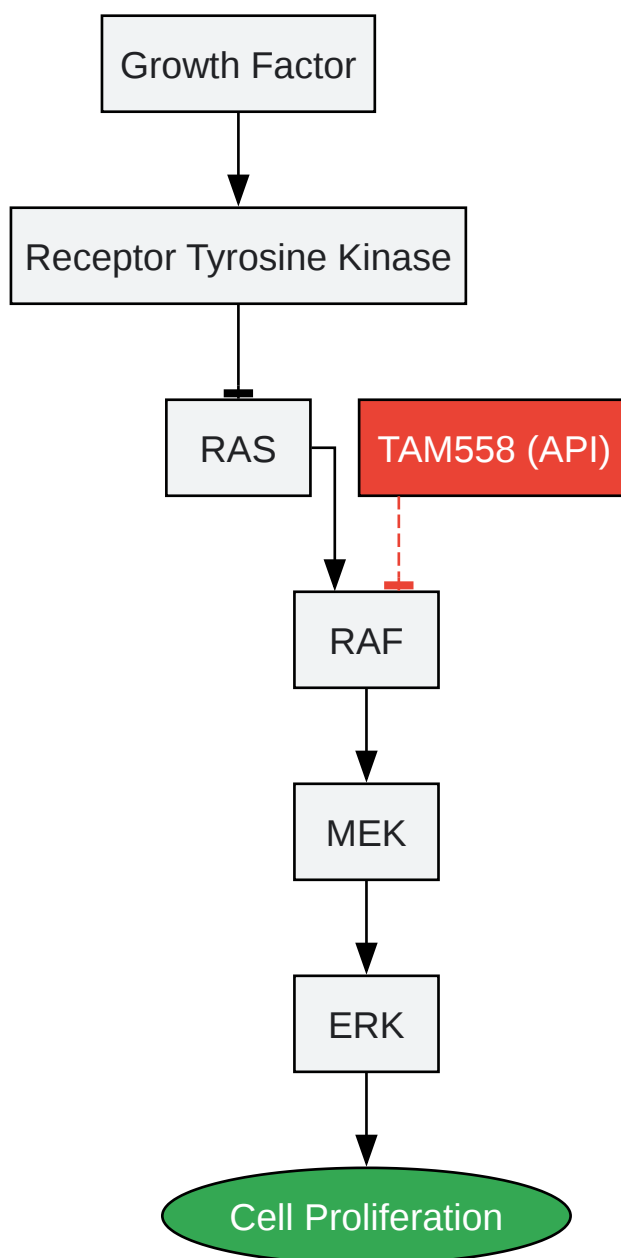 Growth Factor
Receptor Tyrosine Kinase
RAS
TAM558 (API)
RAF
MEK
ERK
Cell Proliferation